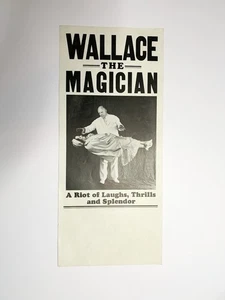 WALLACE
THE
MAGICIAN
A Riot of Laughs, Thrills
and Splendor